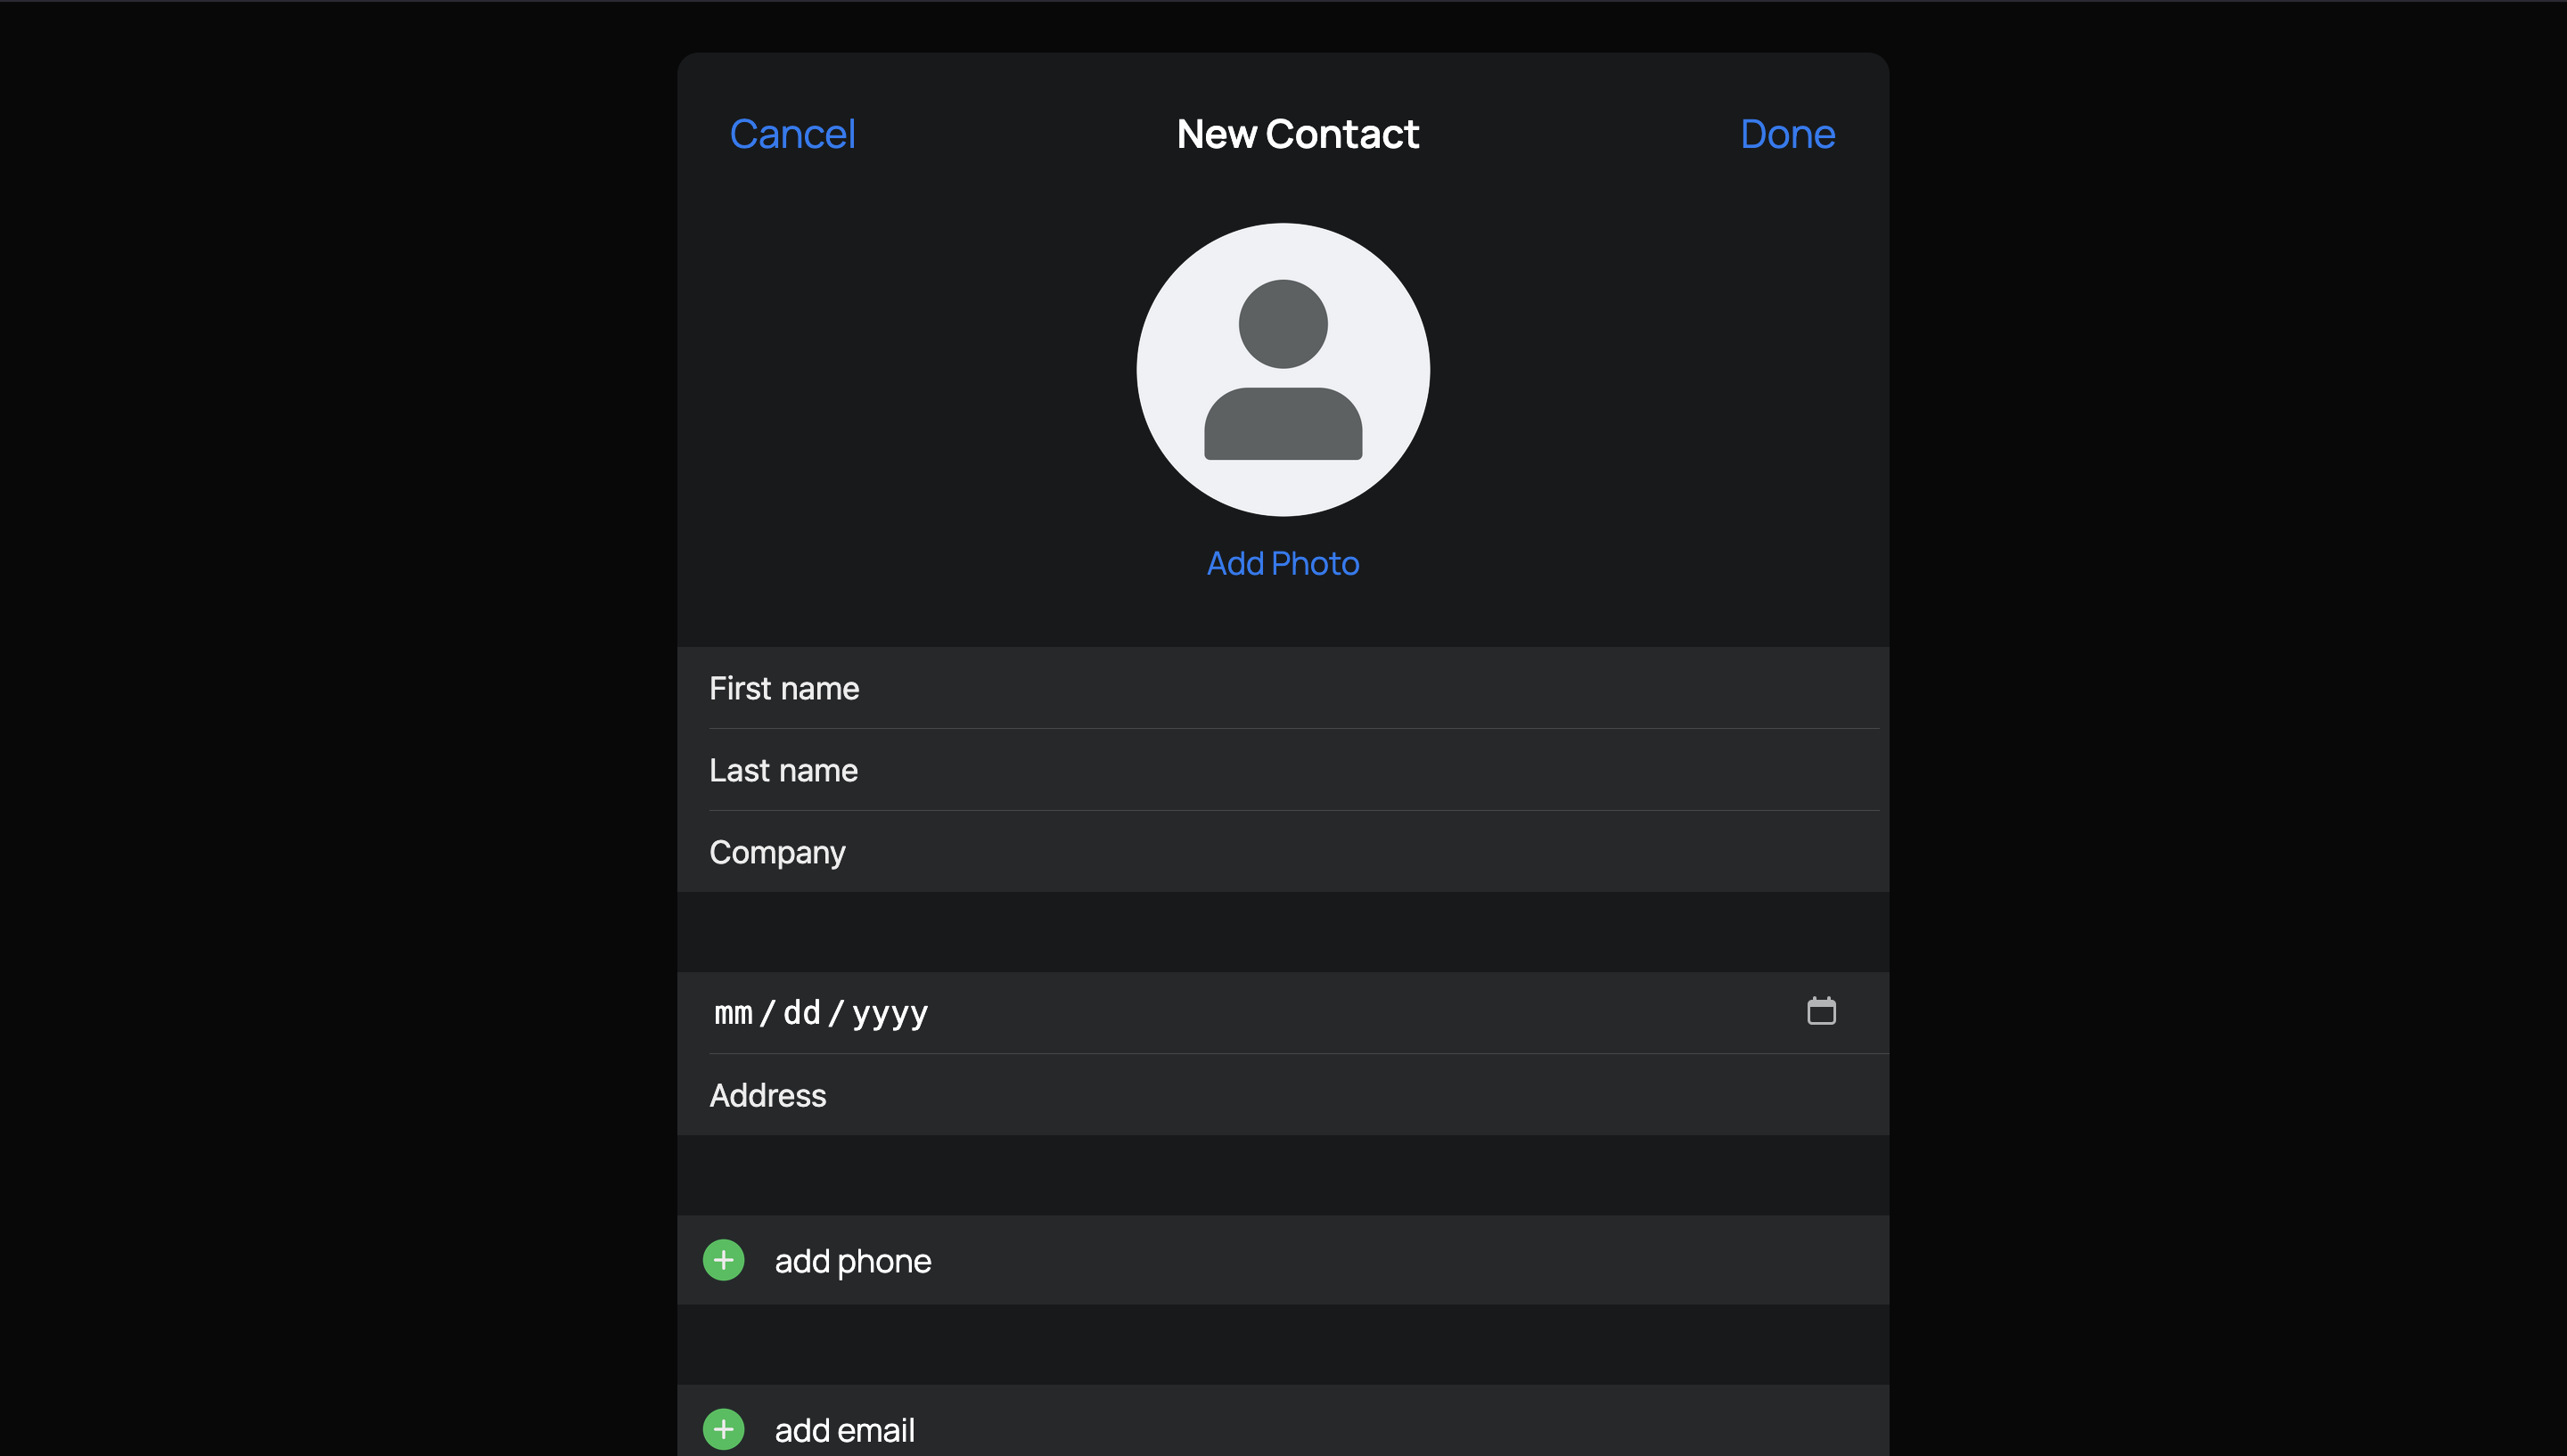 Cancel New Contact Done
Add Photo
First name
Last name
Company
mm/dd/yyyy
Address
add phone
add email